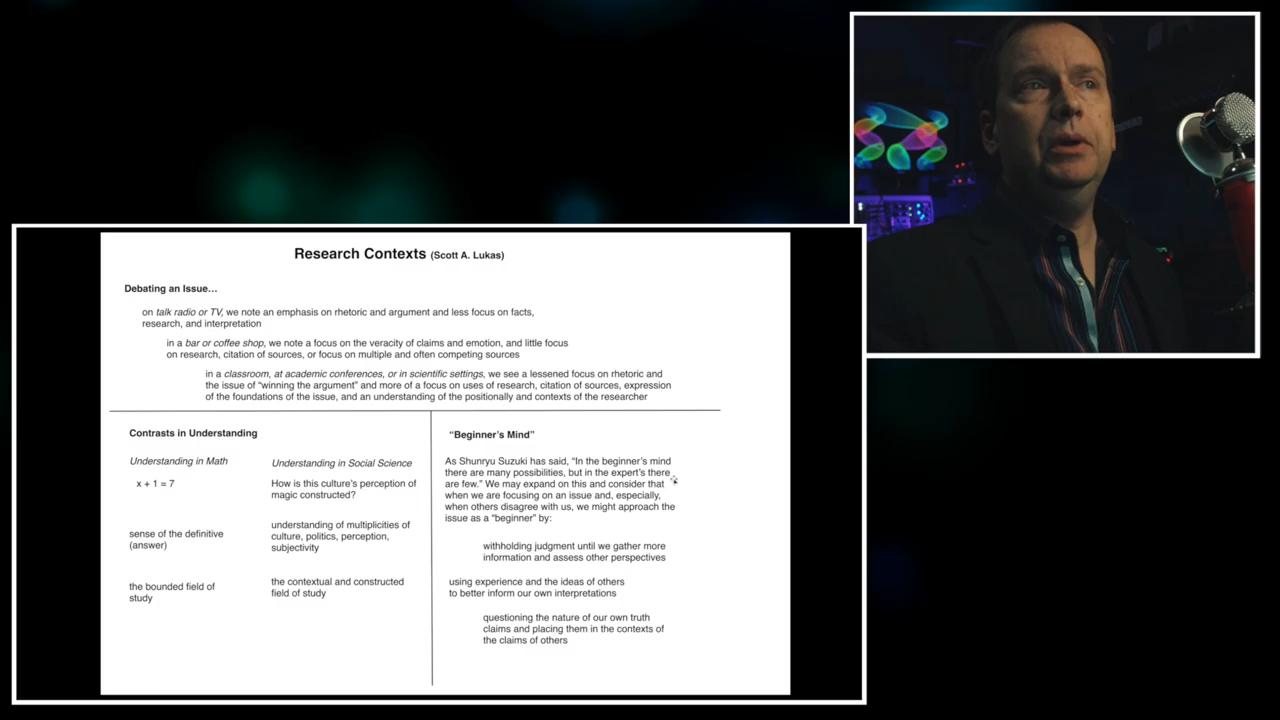 Research Contexts (Scott A. Lukas)
Debating an Issue…
on talk radio or TV, we note an emphasis on rhetoric and argument and less focus on facts,
research, and interpretation
in a bar or coffee shop, we note a focus on the veracity of claims and emotion, and little focus
on research, citation of sources, or focus on multiple and often competing sources
in a classroom, at academic conferences, or in scientific settings, we see a lessened focus on rhetoric and
the issue of “winning the argument” and more of a focus on uses of research, citation of sources, expression
of the foundations of the issue, and an understanding of the positionally and contexts of the researcher
Contrasts in Understanding
Understanding in Math
x + 1 = 7
sense of the definitive
(answer)
the bounded field of
study
Understanding in Social Science
How is this culture’s perception of
magic constructed?
understanding of multiplicities of
culture, politics, perception,
subjectivity
the contextual and constructed
field of study
“Beginner’s Mind”
As Shunryu Suzuki has said, “In the beginner’s mind
there are many possibilities, but in the expert’s there
are few.” We may expand on this and consider that
when we are focusing on an issue and, especially,
when others disagree with us, we might approach the
issue as a “beginner” by:
withholding judgment until we gather more
information and assess other perspectives
using experience and the ideas of others
to better inform our own interpretations
questioning the nature of our own truth
claims and placing them in the contexts of
the claims of others